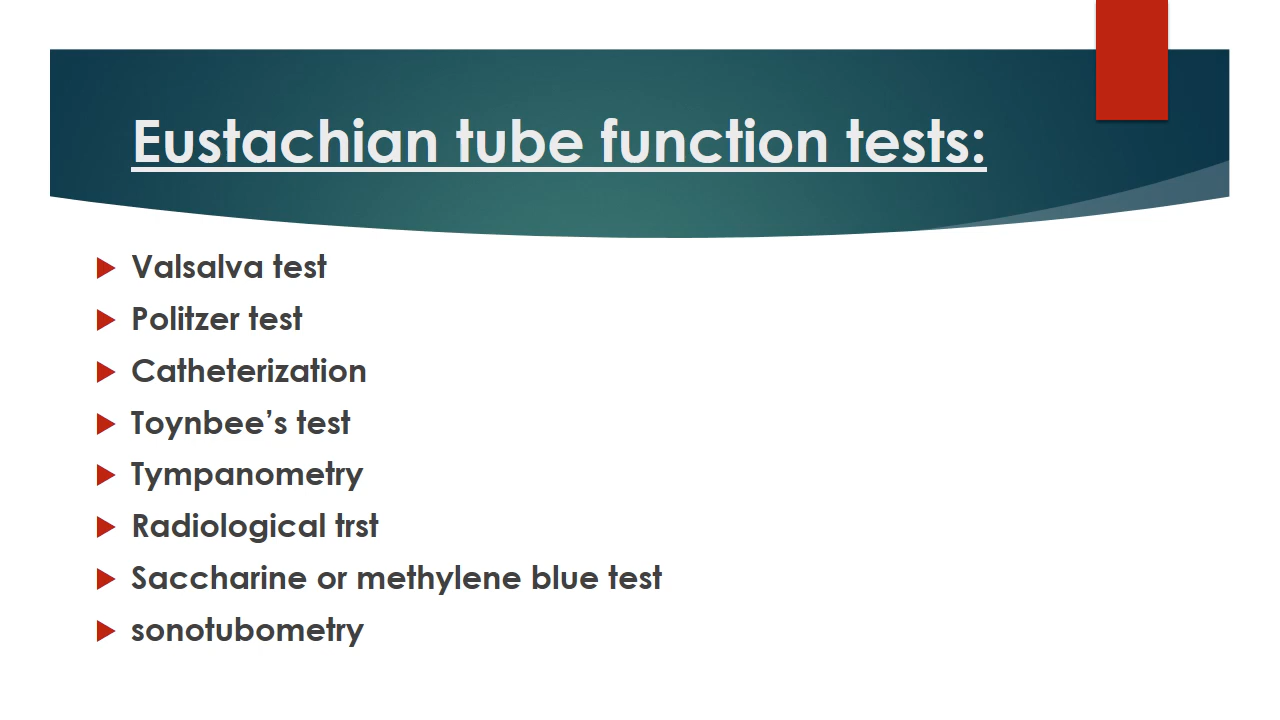 Eustachian tube function tests:
Valsalva test
Politzer test
Catheterization
Toynbee’s test
Tympanometry
Radiological trst
Saccharine or methylene blue test
sonotubometry